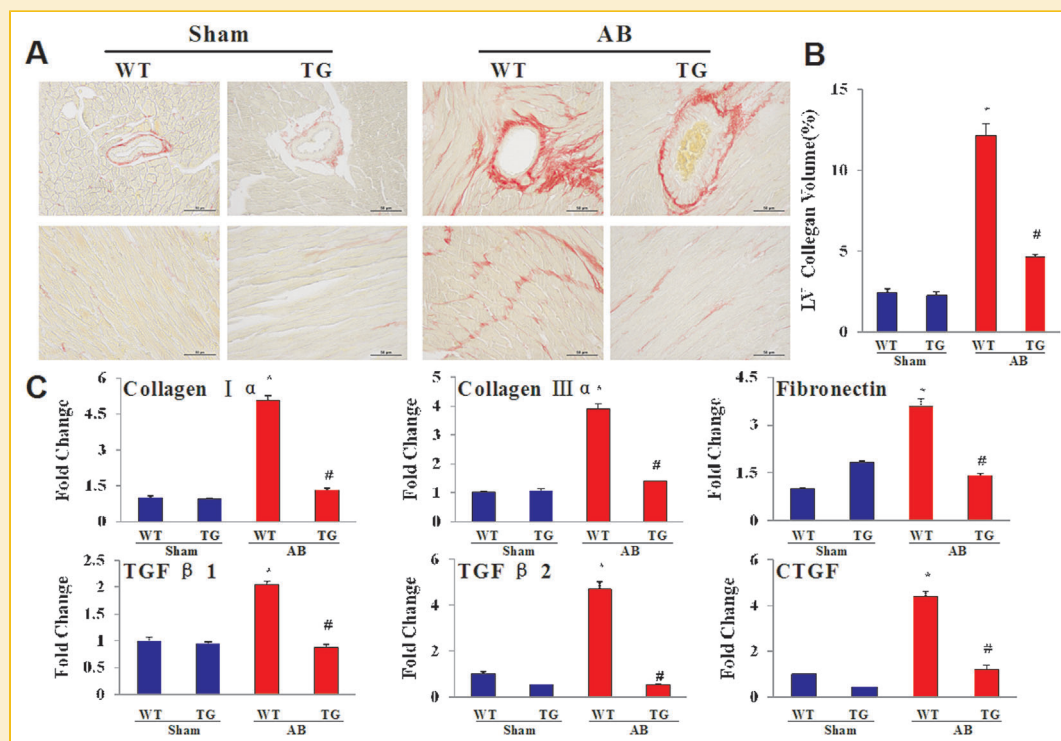 Sham AB
A WT TG WT TG
B
15
10
5
0
LV Collegan Volume(%)
*
#
WT TG WT TG
Sham AB
C
Collagen I α
6
4.5
3
1.5
0
Fold Change
*
#
WT TG WT TG
Sham AB
Collagen III α
5
4
3
2
1
0
Fold Change
*
#
WT TG WT TG
Sham AB
Fibronectin
4.5
3
1.5
0
Fold Change
*
#
WT TG WT TG
Sham AB
TGF β 1
2.5
2
1.5
1
0.5
0
Fold Change
*
#
WT TG WT TG
Sham AB
TGF β 2
6
4
2
0
Fold Change
*
#
WT TG WT TG
Sham AB
CTGF
6
4
2
0
Fold Change
*
#
WT TG WT TG
Sham AB